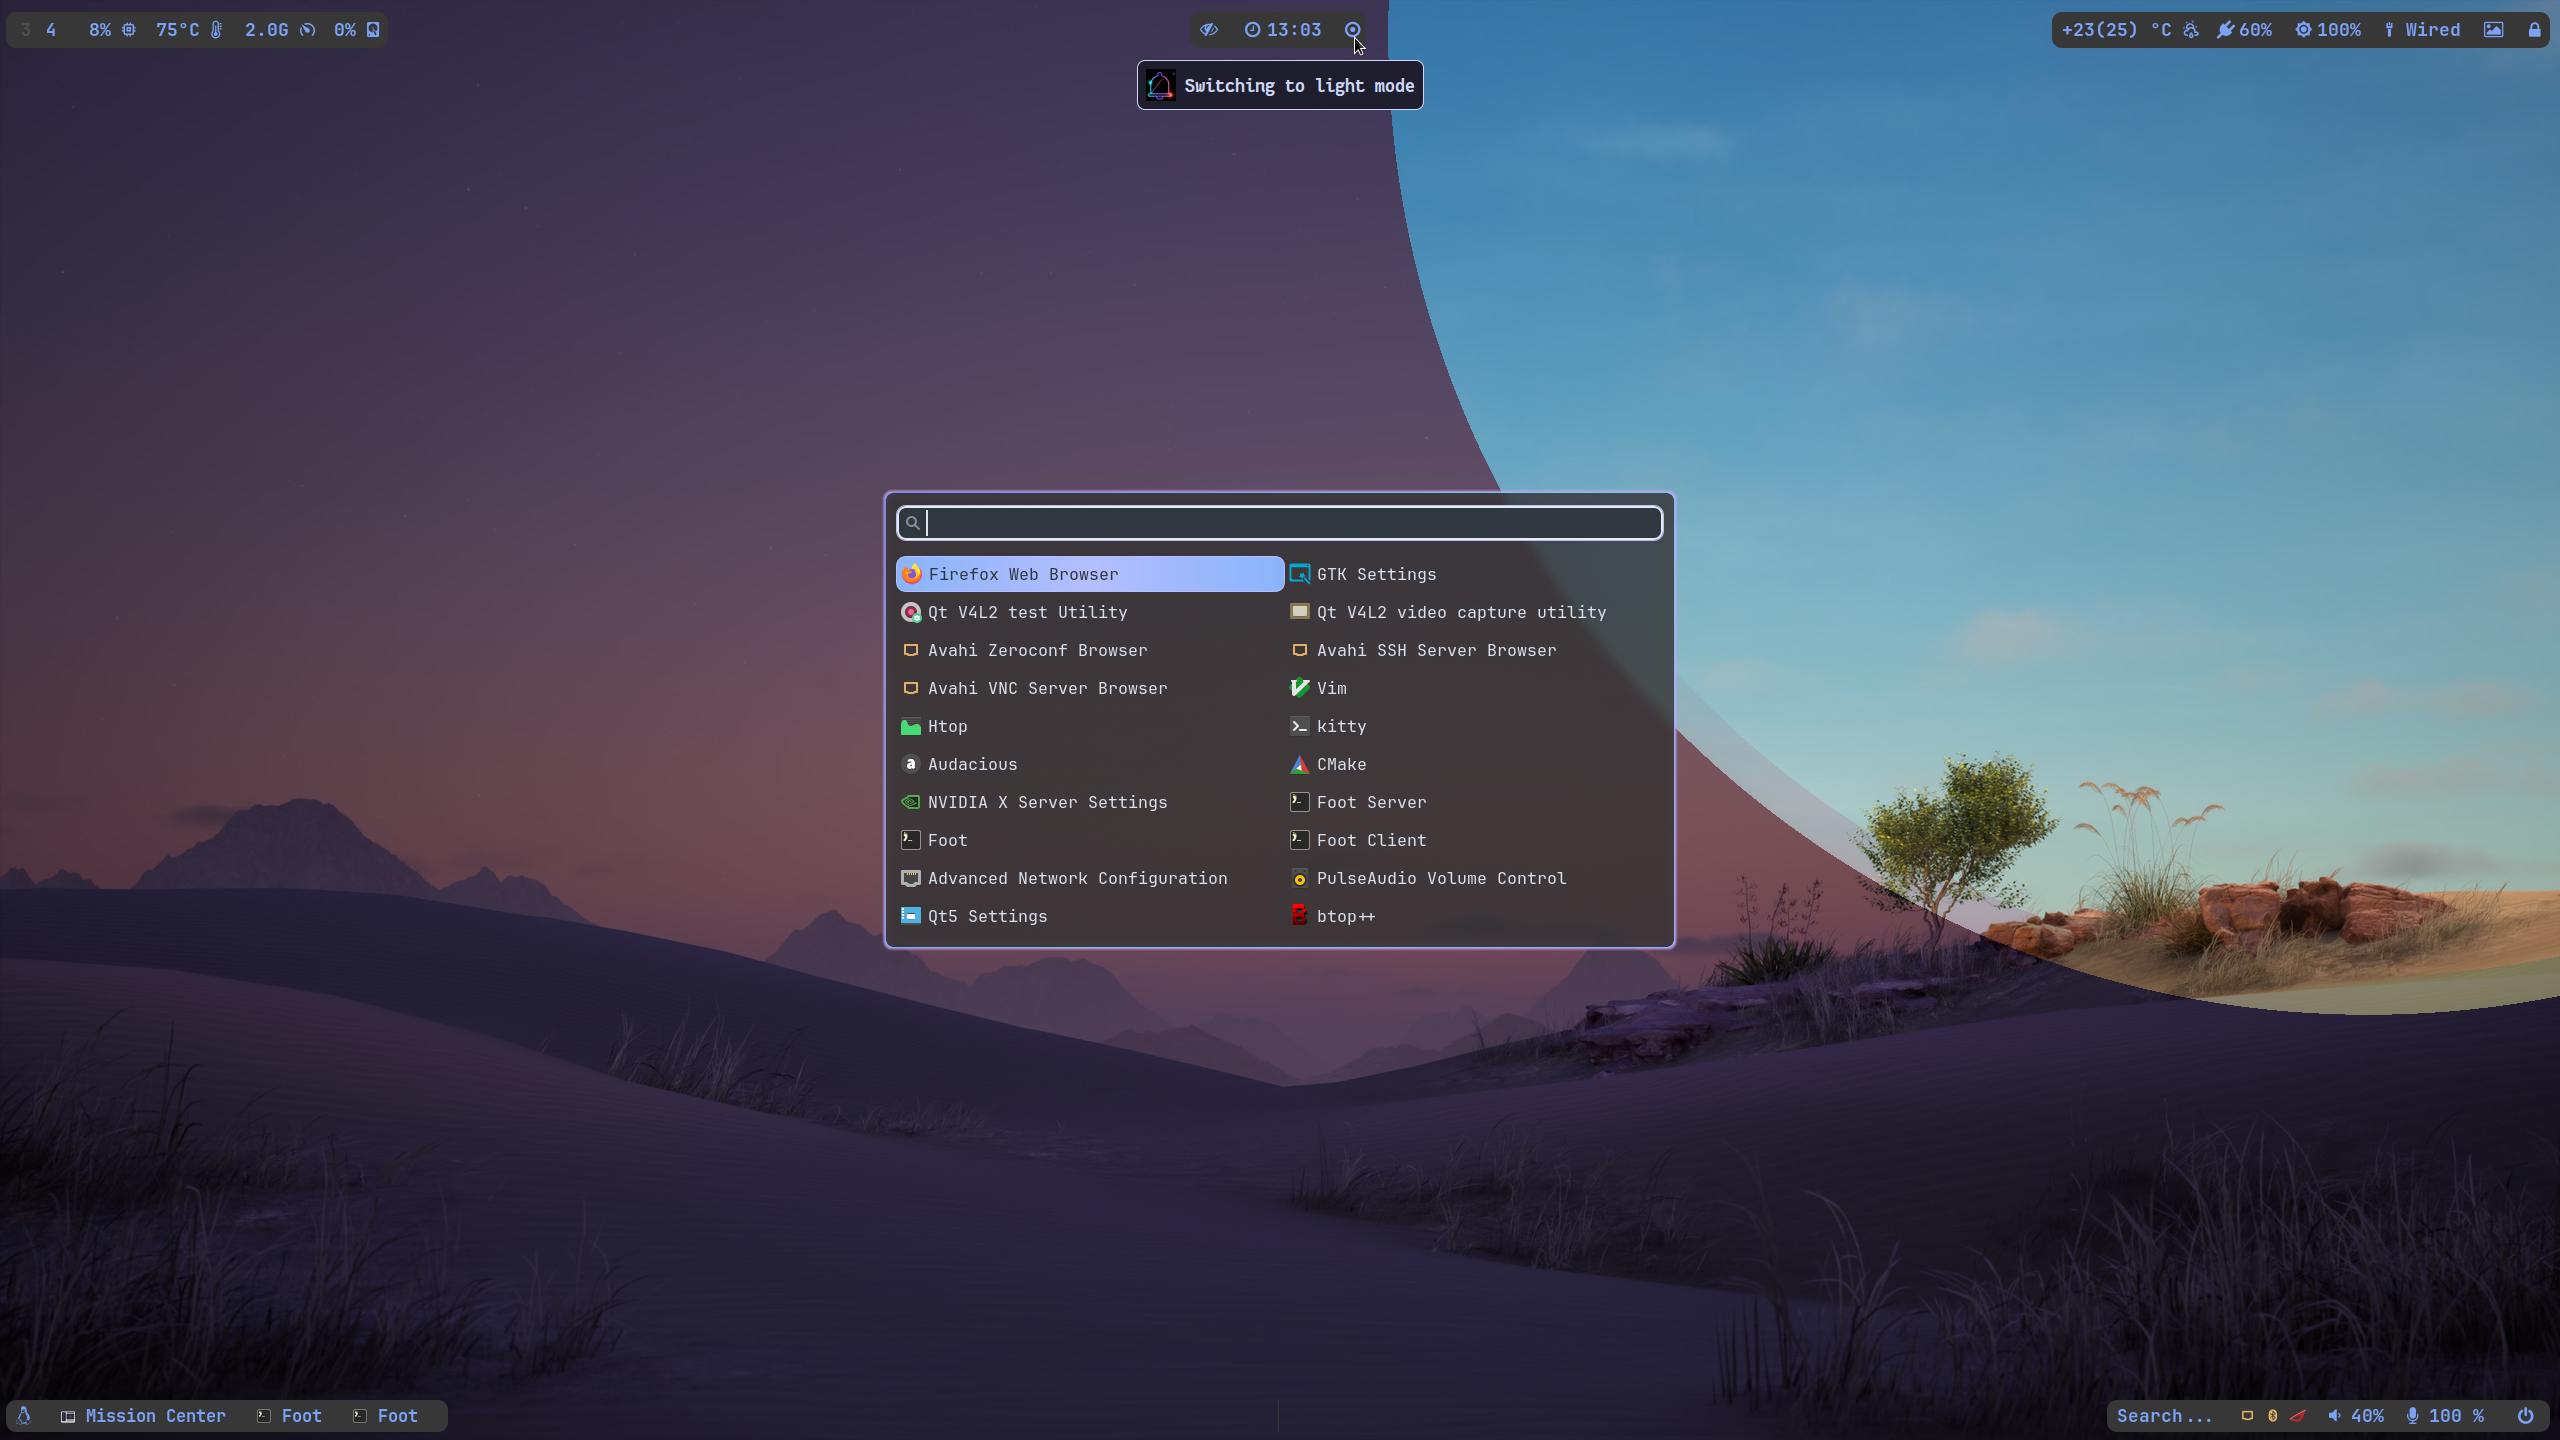 3 4 8% 75°C 2.0G 0%
13:03
+23(25) °C 60% 100% Wired
Switching to light mode
Firefox Web Browser
GTK Settings
Qt V4L2 test Utility
Qt V4L2 video capture utility
Avahi Zeroconf Browser
Avahi SSH Server Browser
Avahi VNC Server Browser
Vim
Htop
kitty
Audacious
CMake
NVIDIA X Server Settings
Foot Server
Foot
Foot Client
Advanced Network Configuration
PulseAudio Volume Control
Qt5 Settings
btop++
Mission Center Foot Foot
Search... 40% 100 %